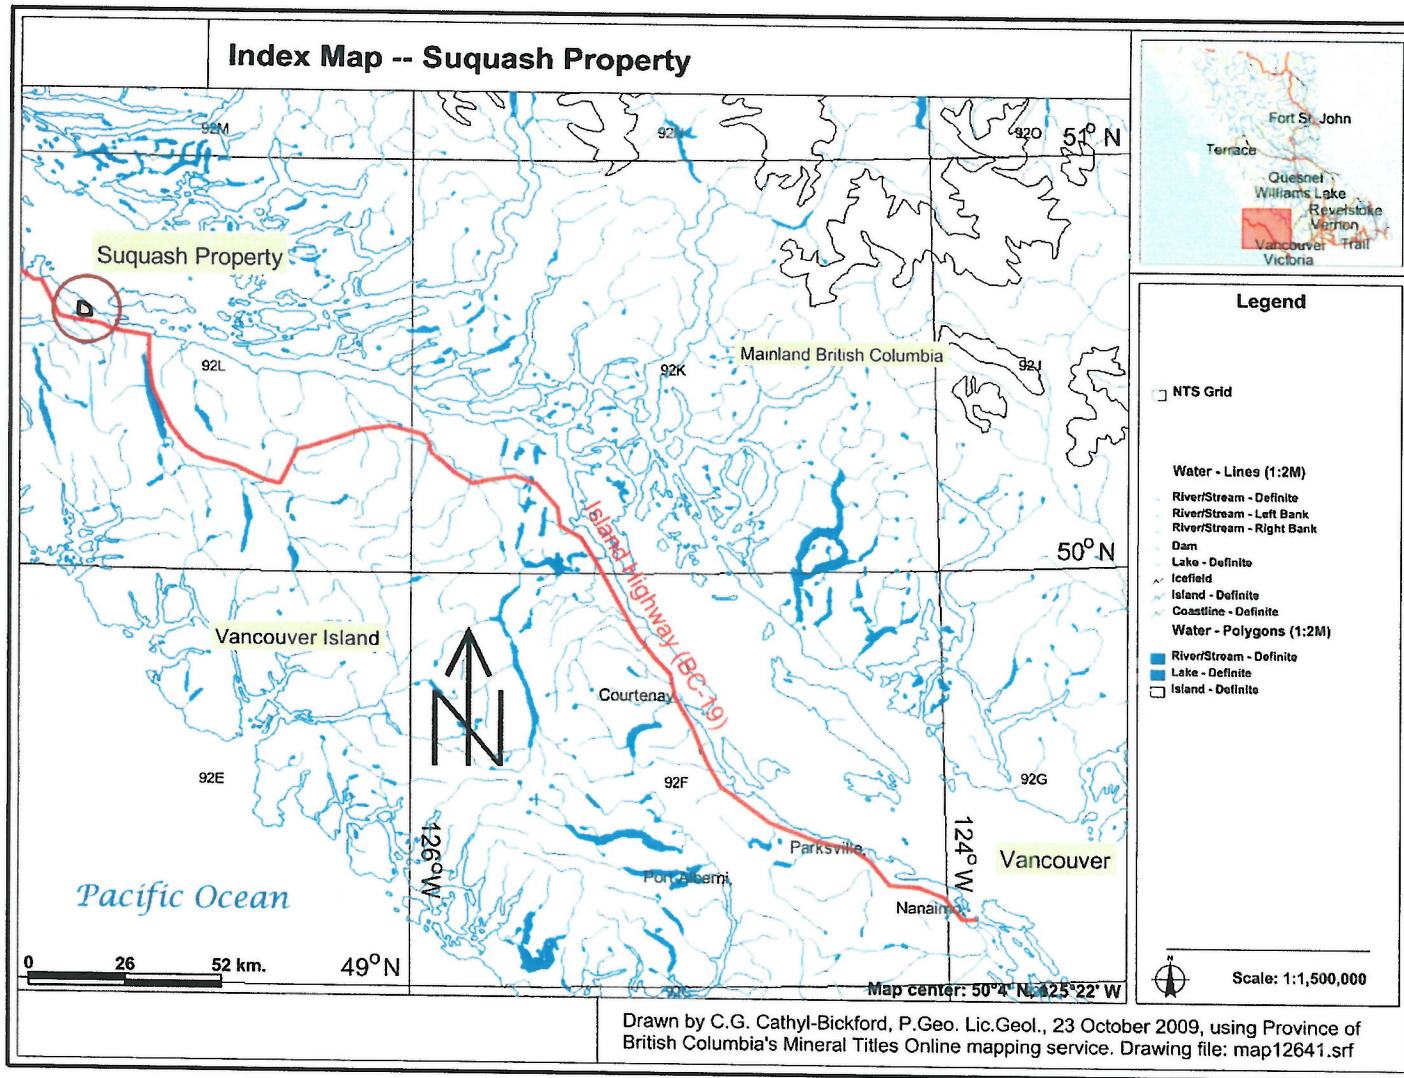 Index Map -- Suquash Property
92M
92N
92O
51° N
Suquash Property
92L
92K
Mainland British Columbia
92J
Island Highway (BC-19)
50° N
Vancouver Island
N
Courtenay
92E
92F
92G
126° W
124° W
Parksville
Vancouver
Port Alberni
Pacific Ocean
Nanaimo
0 26 52 km.
49° N
Map center: 50°4' N, 125°22' W
Drawn by C.G. Cathyl-Bickford, P.Geo. Lic.Geol., 23 October 2009, using Province of
British Columbia's Mineral Titles Online mapping service. Drawing file: map12641.srf
Fort St. John
Terrace
Quesnel
Williams Lake
Revelstoke
Vernon
Vancouver Trail
Victoria
Legend
NTS Grid
Water - Lines (1:2M)
River/Stream - Definite
River/Stream - Left Bank
River/Stream - Right Bank
Dam
Lake - Definite
Icefield
Island - Definite
Coastline - Definite
Water - Polygons (1:2M)
River/Stream - Definite
Lake - Definite
Island - Definite
N
Scale: 1:1,500,000